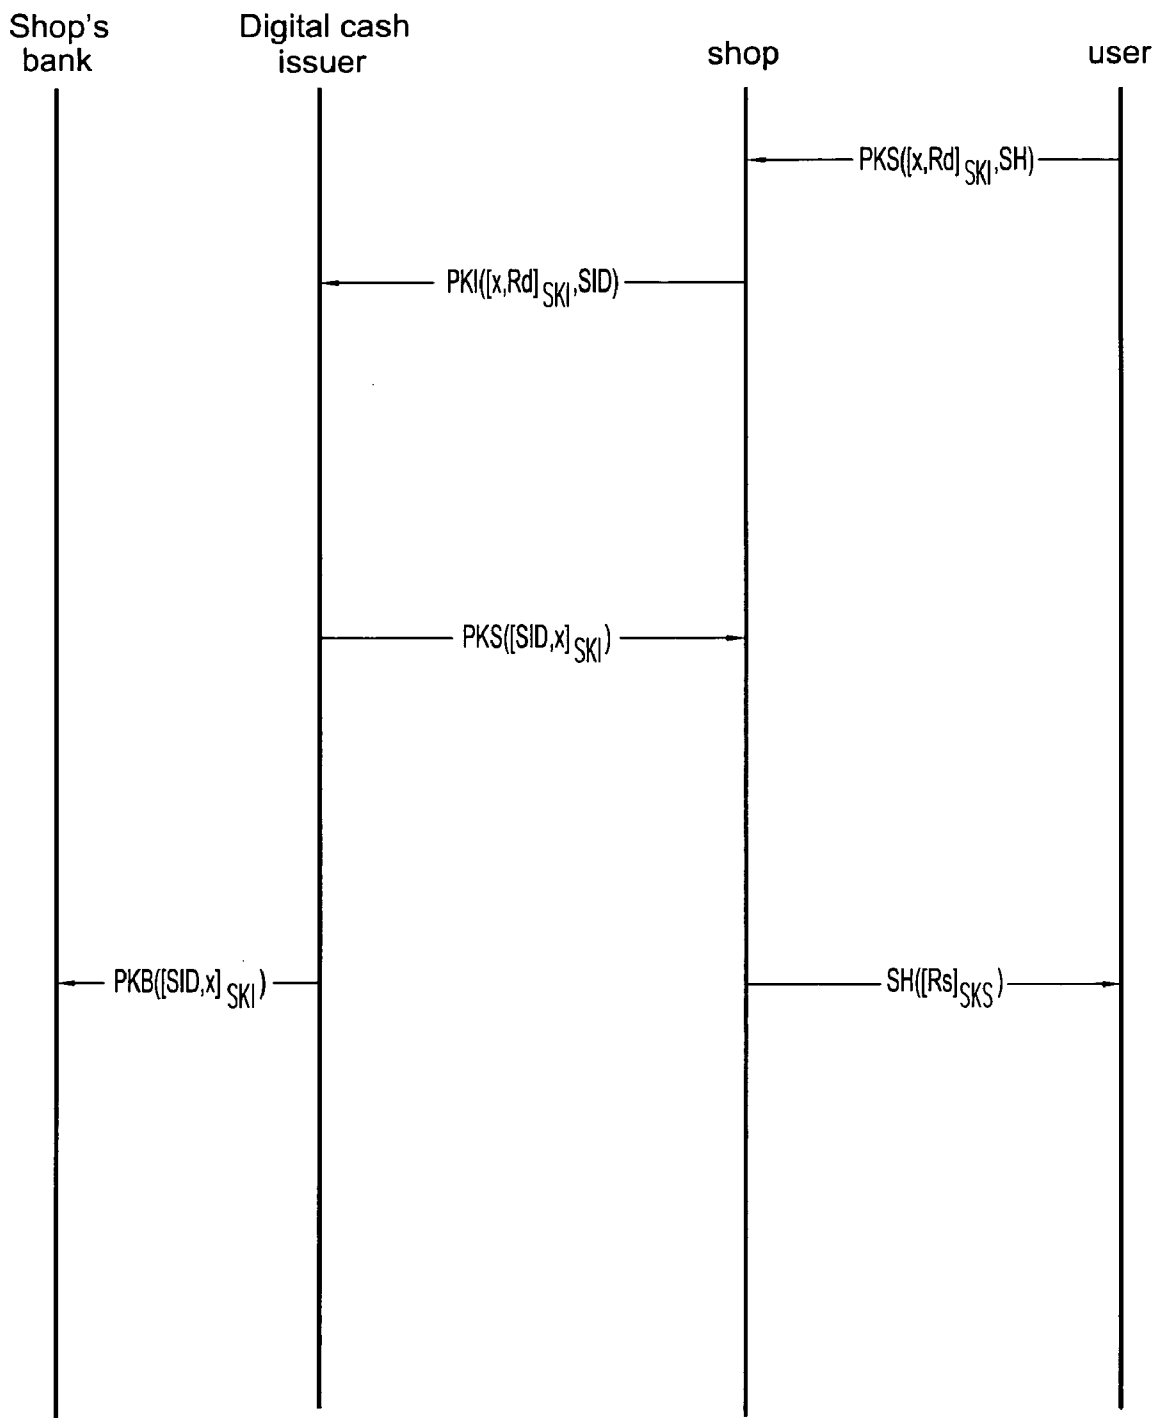 Shop's
bank
Digital cash
issuer
shop
user
PKS([x,Rd]SKI,SH)
PKI([x,Rd]SKI,SID)
PKS([SID,x]SKI)
PKB([SID,x]SKI)
SH([Rs]SKS)